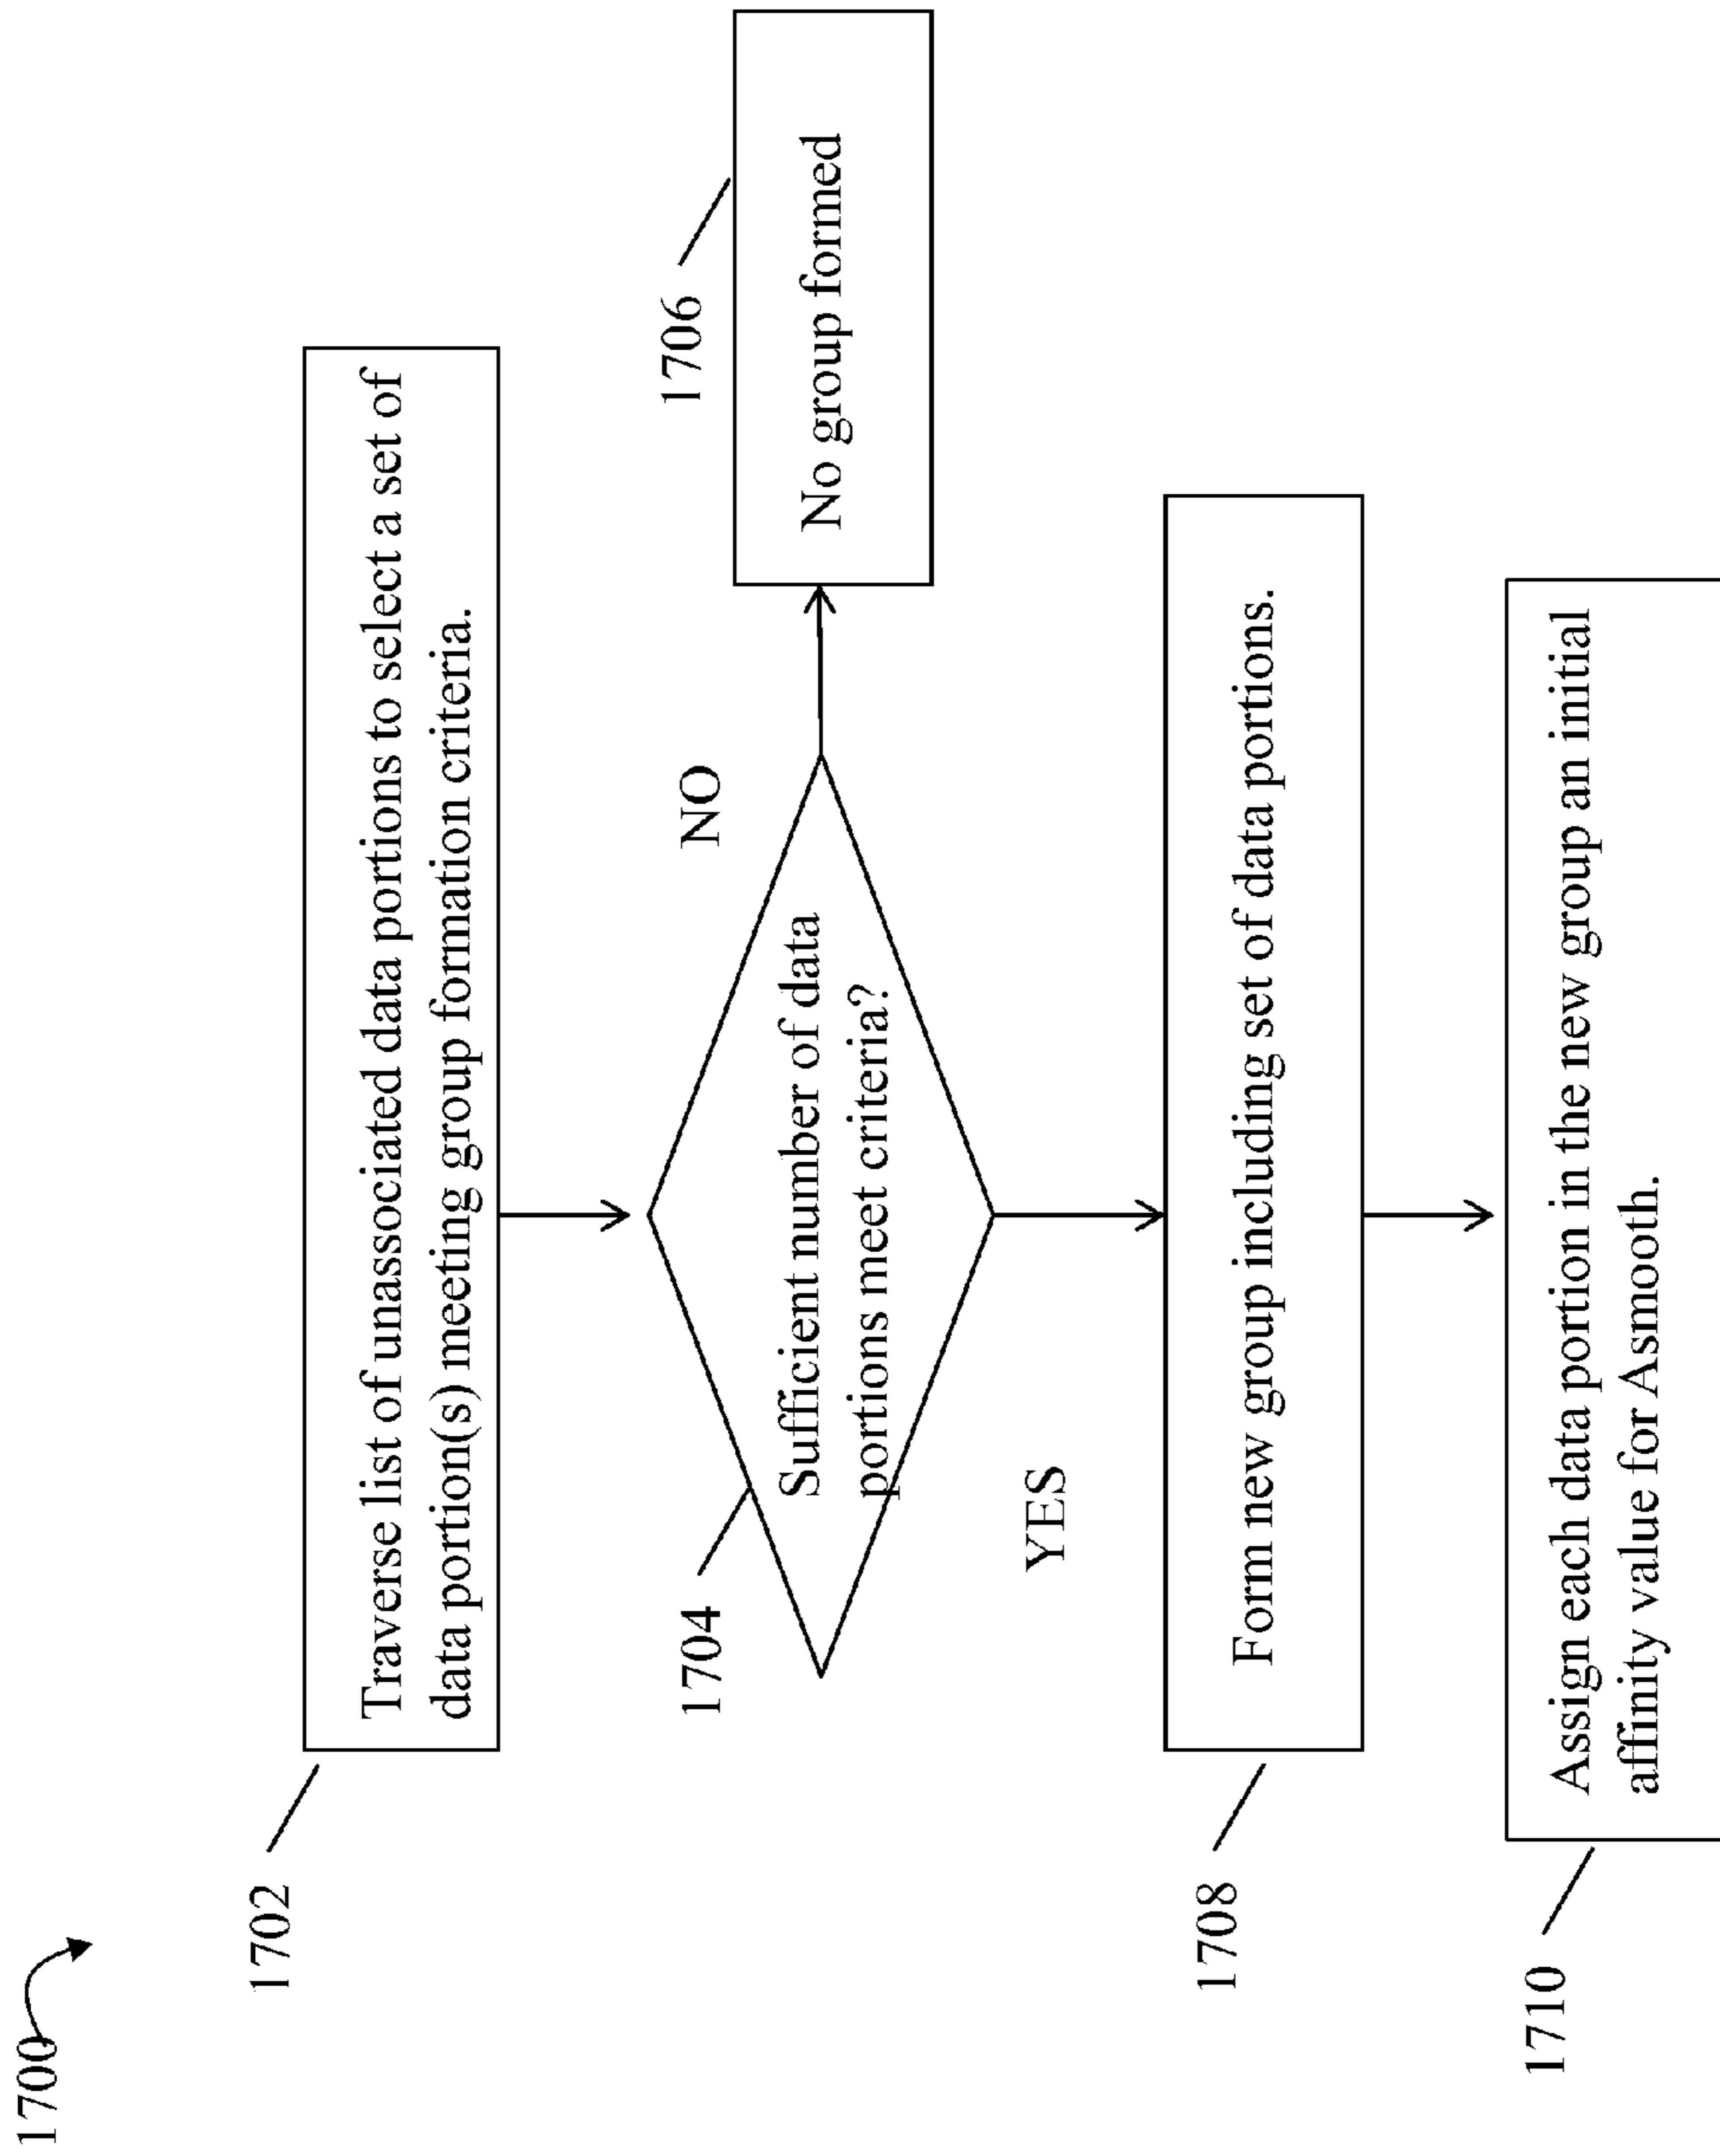 1700
1702
Traverse list of unassociated data portions to select a set of
data portion(s) meeting group formation criteria.
1704
Sufficient number of data
portions meet criteria?
NO
1706
No group formed
YES
1708
Form new group including set of data portions.
1710
Assign each data portion in the new group an initial
affinity value for Asmooth.